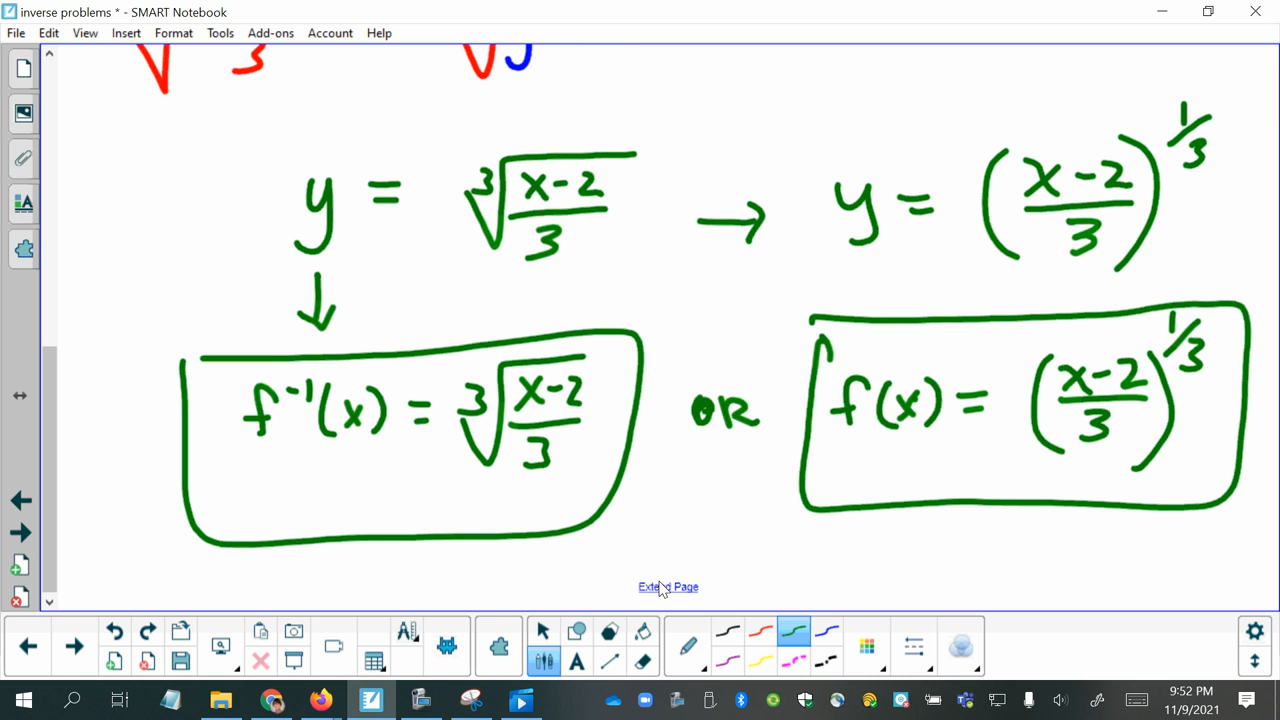 inverse problems * - SMART Notebook
File Edit View Insert Format Tools Add-ons Account Help
√ 3 √y
y = ∛((x-2)/3) → y = ((x-2)/3)^(1/3)
↓
f⁻¹(x) = ∛((x-2)/3) OR f(x) = ((x-2)/3)^(1/3)
Extend Page
9:52 PM
11/9/2021